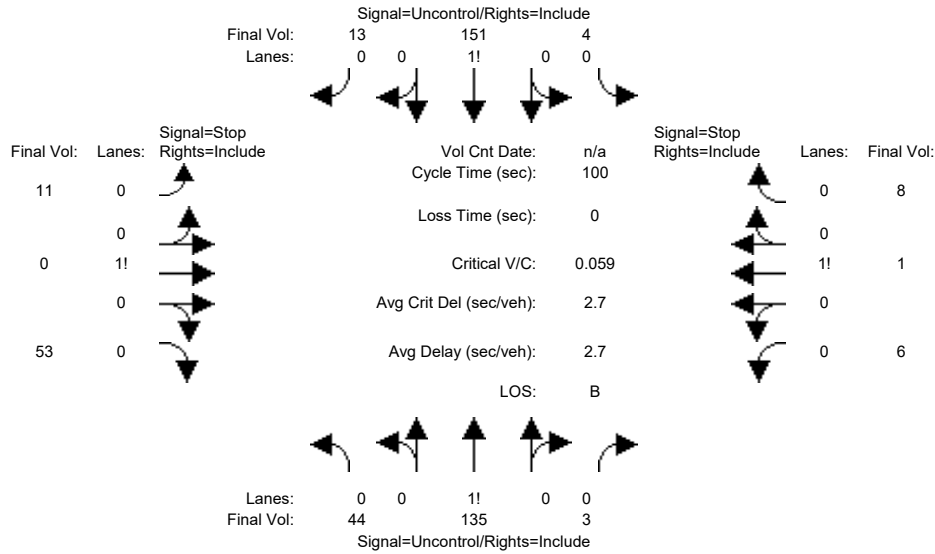 Signal=Uncontrol/Rights=Include
Final Vol: 13 151 4
Lanes: 0 0 1! 0 0
Signal=Stop
Final Vol: Lanes: Rights=Include
Vol Cnt Date: n/a
Signal=Stop
Rights=Include Lanes: Final Vol:
Cycle Time (sec): 100
11 0
0 8
Loss Time (sec): 0
0
0
0 1!
Critical V/C: 0.059
1! 1
0
Avg Crit Del (sec/veh): 2.7
0
53 0
Avg Delay (sec/veh): 2.7
0 6
LOS: B
Lanes: 0 0 1! 0 0
Final Vol: 44 135 3
Signal=Uncontrol/Rights=Include